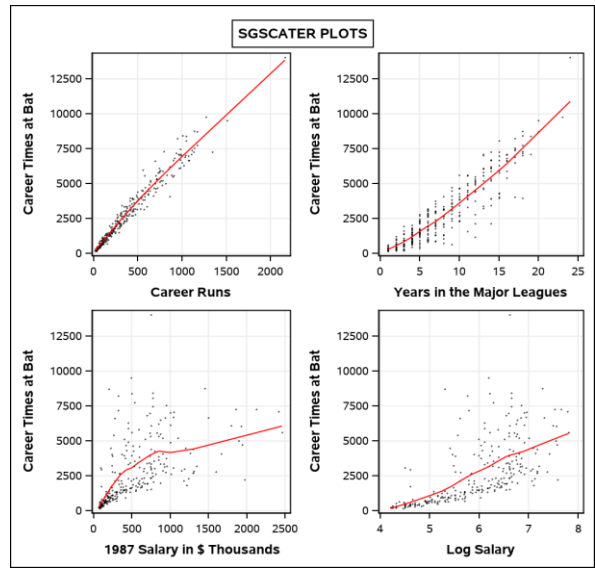 SGSCATER PLOTS
Career Times at Bat
12500
10000
7500
5000
2500
0
0 500 1000 1500 2000
Career Runs
Career Times at Bat
12500
10000
7500
5000
2500
0
0 5 10 15 20 25
Years in the Major Leagues
Career Times at Bat
12500
10000
7500
5000
2500
0
0 500 1000 1500 2000 2500
1987 Salary in $ Thousands
Career Times at Bat
12500
10000
7500
5000
2500
0
4 5 6 7 8
Log Salary